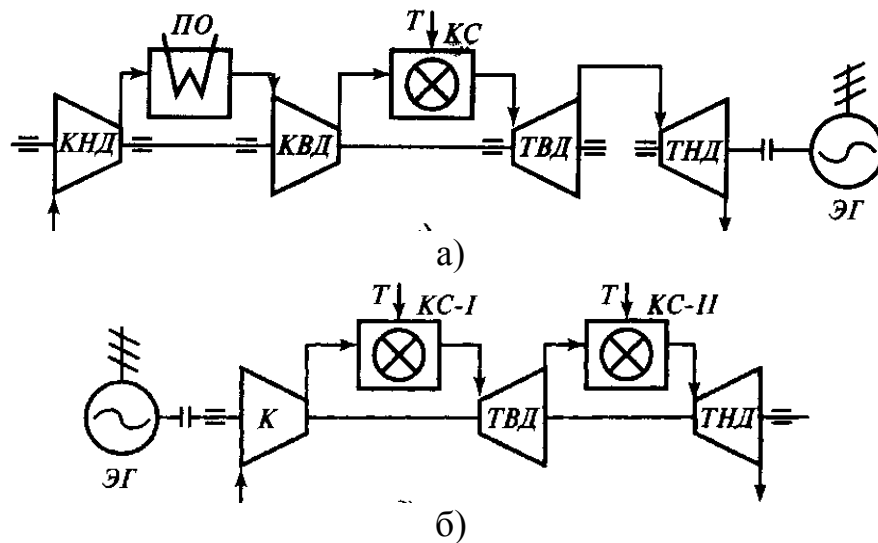 ПО
Т
КС
КНД
КВД
ТВД
ТНД
ЭГ
а)
Т
КС-I
Т
КС-II
К
ТВД
ТНД
ЭГ
б)